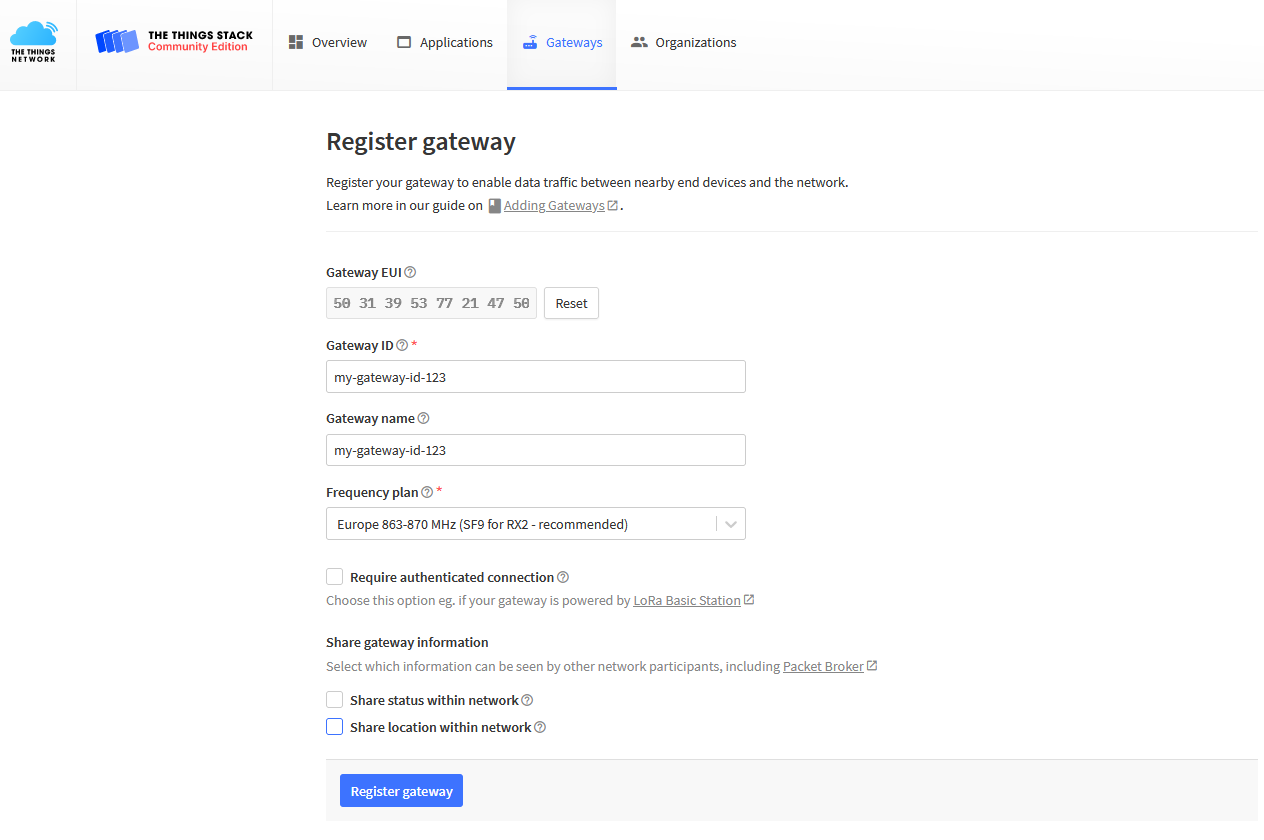 THE THINGS
NETWORK
THE THINGS STACK
Community Edition
Overview
Applications
Gateways
Organizations
Register gateway
Register your gateway to enable data traffic between nearby end devices and the network.
Learn more in our guide on Adding Gateways.
Gateway EUI
50 31 39 53 77 21 47 50 Reset
Gateway ID *
my-gateway-id-123
Gateway name
my-gateway-id-123
Frequency plan *
Europe 863-870 MHz (SF9 for RX2 - recommended)
Require authenticated connection
Choose this option eg. if your gateway is powered by LoRa Basic Station
Share gateway information
Select which information can be seen by other network participants, including Packet Broker
Share status within network
Share location within network
Register gateway